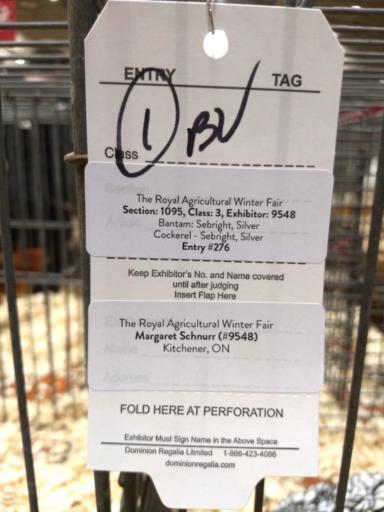 ENTRY TAG
1 BV
Class
The Royal Agricultural Winter Fair
Section: 1095, Class: 3, Exhibitor: 9548
Bantam: Sebright, Silver
Cockerel - Sebright, Silver
Entry #276
Keep Exhibitor's No. and Name covered
until after judging
Insert Flap Here
The Royal Agricultural Winter Fair
Margaret Schnurr (#9548)
Kitchener, ON
Name
Address
FOLD HERE AT PERFORATION
Exhibitor Must Sign Name in the Above Space
Dominion Regalia Limited 1-866-423-4086
dominionregalia.com